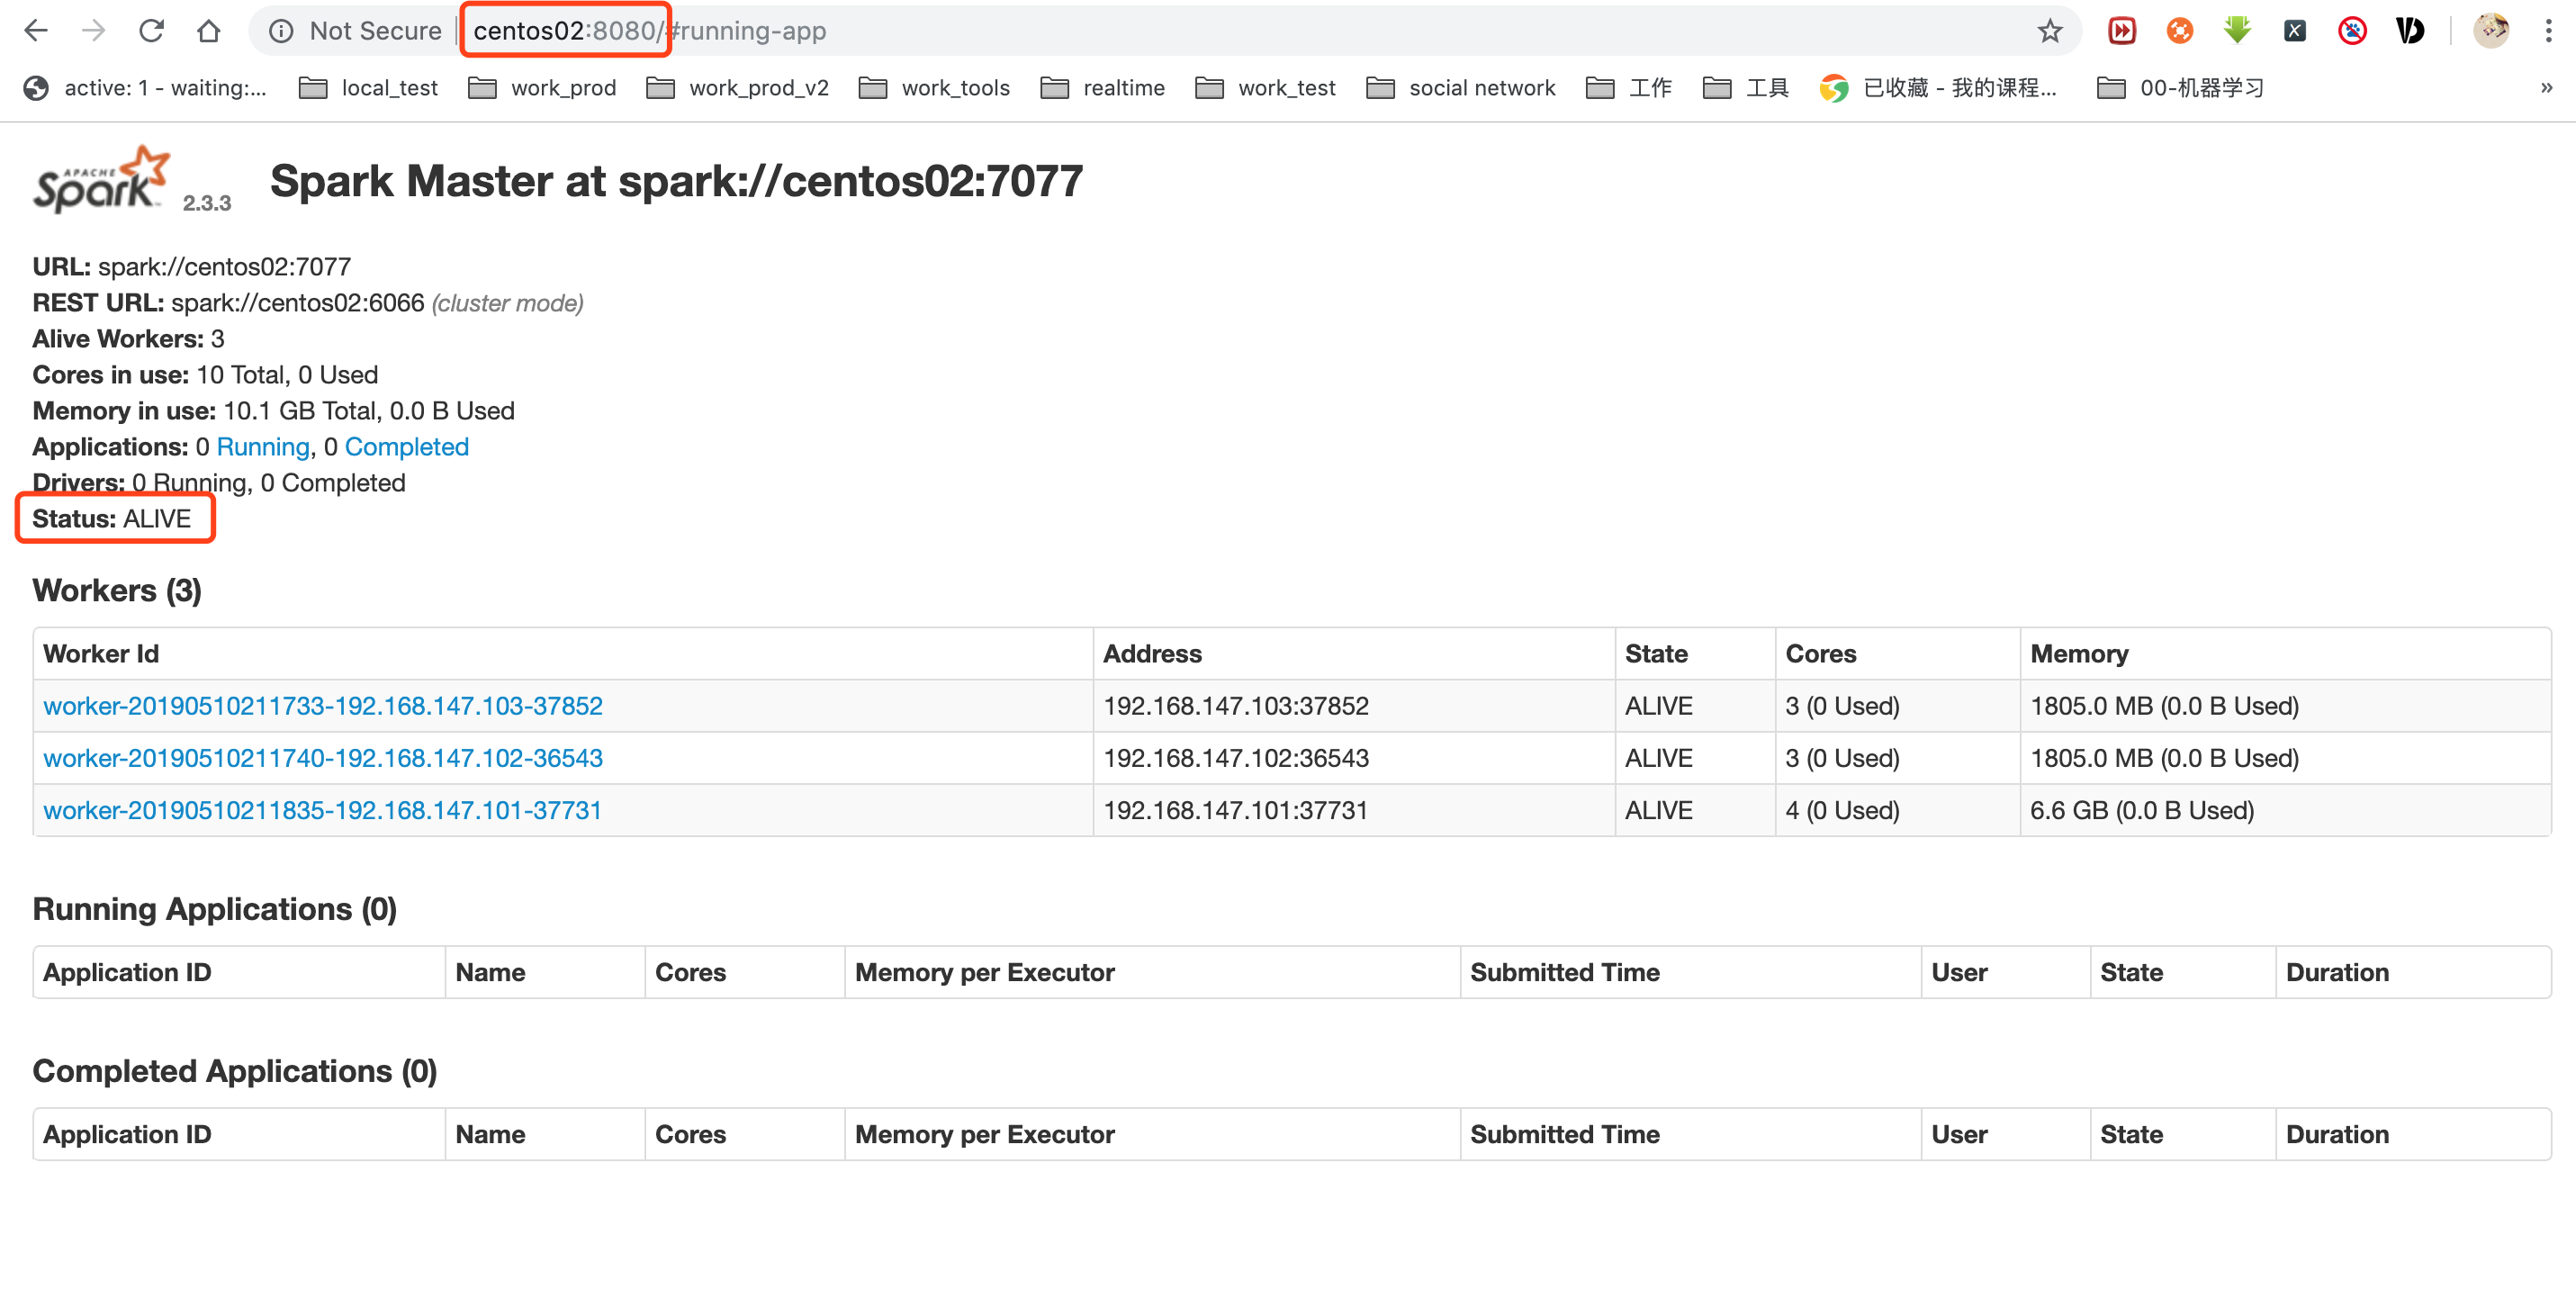 Not Secure centos02:8080/#running-app
active: 1 - waiting:... local_test work_prod work_prod_v2 work_tools realtime work_test social network 工作 工具 已收藏 - 我的课程... 00-机器学习 »
APACHE Spark 2.3.3 Spark Master at spark://centos02:7077
URL: spark://centos02:7077
REST URL: spark://centos02:6066 (cluster mode)
Alive Workers: 3
Cores in use: 10 Total, 0 Used
Memory in use: 10.1 GB Total, 0.0 B Used
Applications: 0 Running, 0 Completed
Drivers: 0 Running, 0 Completed
Status: ALIVE
Workers (3)
Worker Id Address State Cores Memory
worker-20190510211733-192.168.147.103-37852 192.168.147.103:37852 ALIVE 3 (0 Used) 1805.0 MB (0.0 B Used)
worker-20190510211740-192.168.147.102-36543 192.168.147.102:36543 ALIVE 3 (0 Used) 1805.0 MB (0.0 B Used)
worker-20190510211835-192.168.147.101-37731 192.168.147.101:37731 ALIVE 4 (0 Used) 6.6 GB (0.0 B Used)
Running Applications (0)
Application ID Name Cores Memory per Executor Submitted Time User State Duration
Completed Applications (0)
Application ID Name Cores Memory per Executor Submitted Time User State Duration